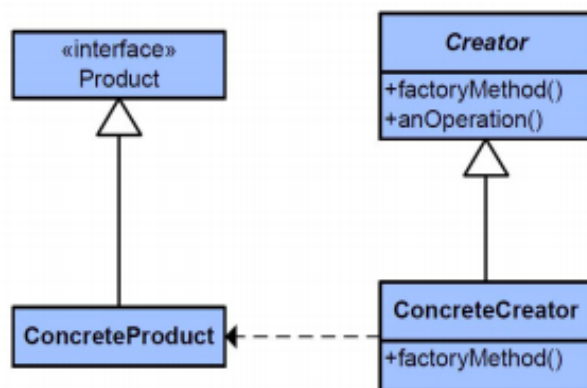 «interface»
Product
Creator
+factoryMethod()
+anOperation()
ConcreteProduct
ConcreteCreator
+factoryMethod()